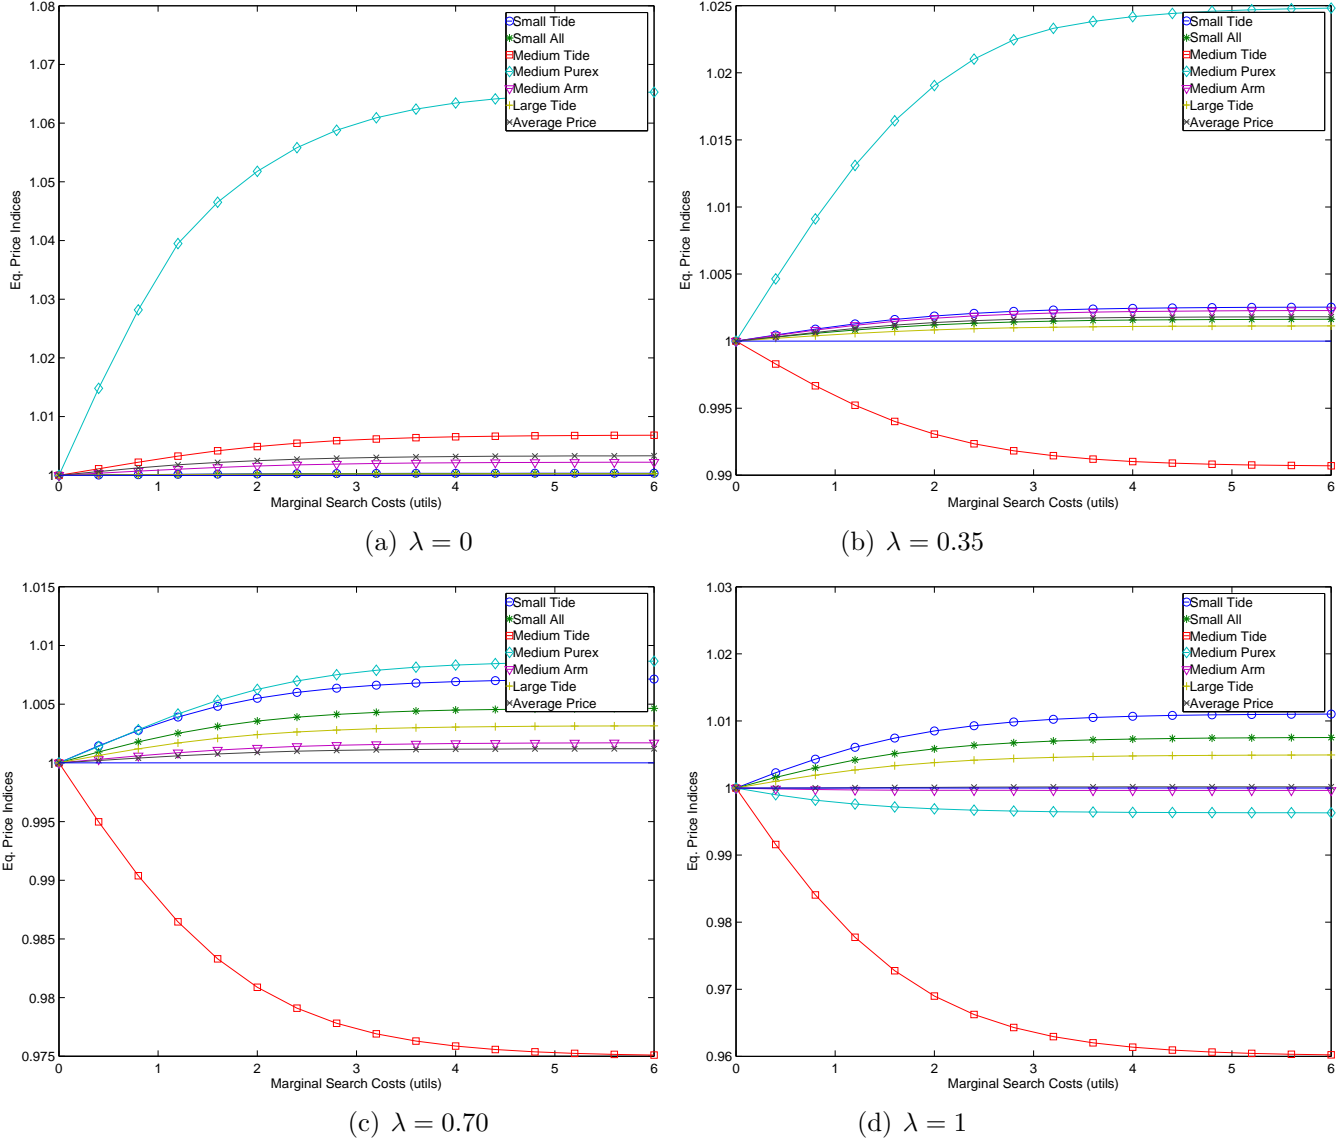 1.08
1.07
1.06
1.05
1.04
1.03
1.02
1.01
1
Eq. Price Indices
0 1 2 3 4 5 6
Marginal Search Costs (utils)
Small Tide
Small All
Medium Tide
Medium Purex
Medium Arm
Large Tide
Average Price
(a) λ = 0
1.025
1.02
1.015
1.01
1.005
1
0.995
0.99
Eq. Price Indices
0 1 2 3 4 5 6
Marginal Search Costs (utils)
Small Tide
Small All
Medium Tide
Medium Purex
Medium Arm
Large Tide
Average Price
(b) λ = 0.35
1.015
1.01
1.005
1
0.995
0.99
0.985
0.98
0.975
Eq. Price Indices
0 1 2 3 4 5 6
Marginal Search Costs (utils)
Small Tide
Small All
Medium Tide
Medium Purex
Medium Arm
Large Tide
Average Price
(c) λ = 0.70
1.03
1.02
1.01
1
0.99
0.98
0.97
0.96
Eq. Price Indices
0 1 2 3 4 5 6
Marginal Search Costs (utils)
Small Tide
Small All
Medium Tide
Medium Purex
Medium Arm
Large Tide
Average Price
(d) λ = 1